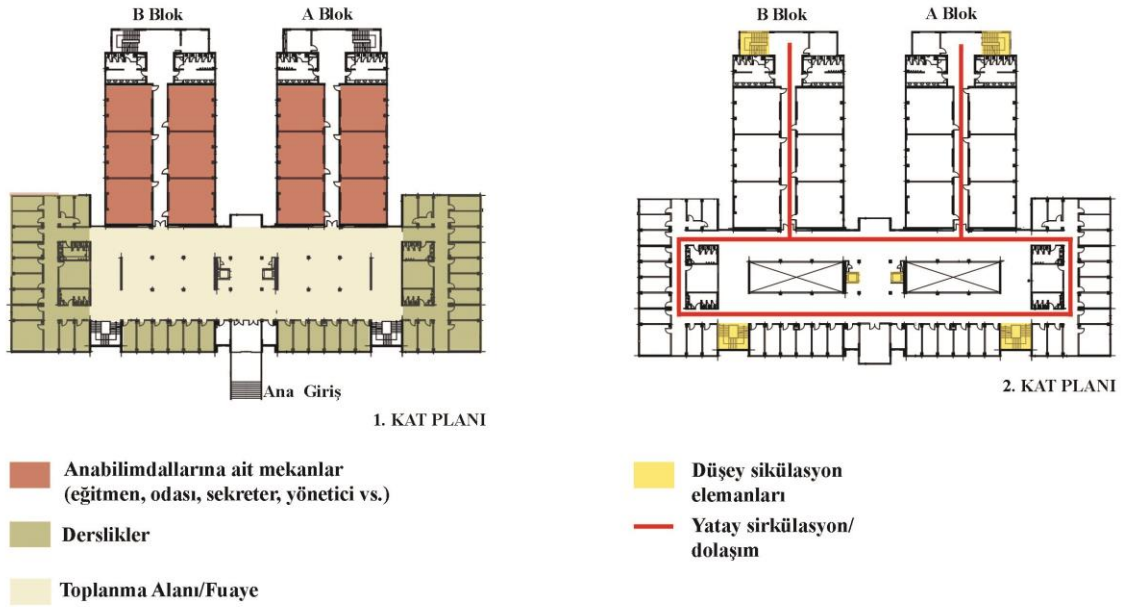 B Blok
A Blok
Ana Giriş
1. KAT PLANI
Anabilimdallarına ait mekanlar
(eğitmen, odası, sekreter, yönetici vs.)
Derslikler
Toplanma Alanı/Fuaye
B Blok
A Blok
2. KAT PLANI
Düşey sikülasyon
elemanları
Yatay sirkülasyon/
dolaşım